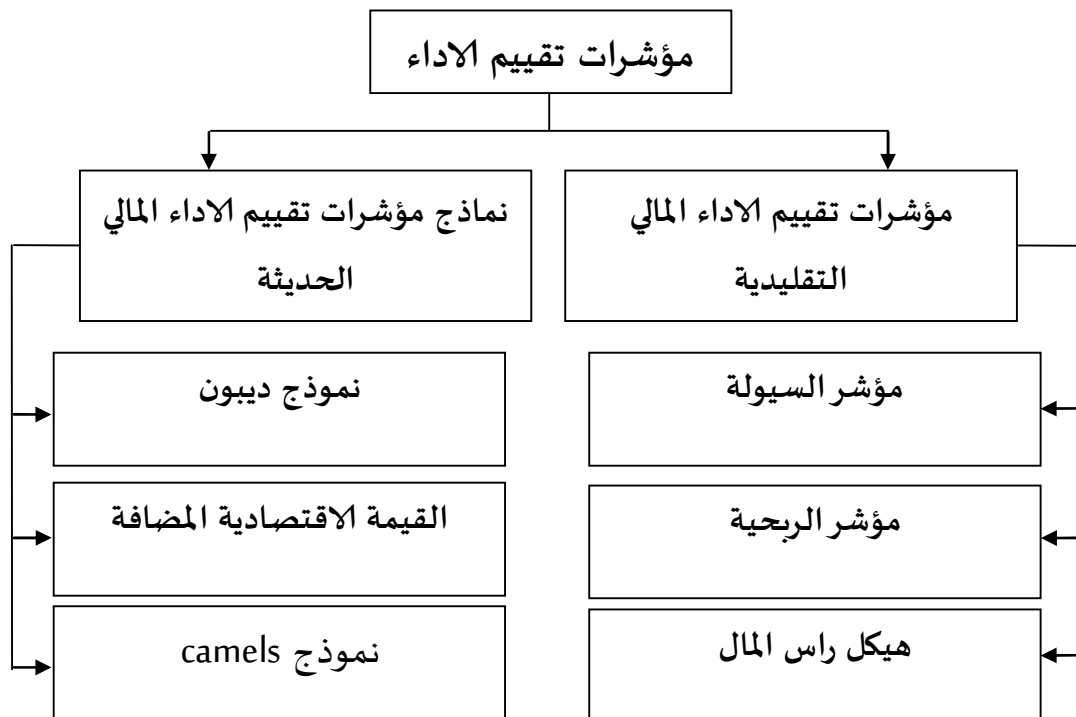 مؤشرات تقييم الاداء
مؤشرات تقييم الاداء المالي
التقليدية
نماذج مؤشرات تقييم الاداء المالي
الحديثة
مؤشر السيولة
نموذج ديبون
مؤشر الربحية
القيمة الاقتصادية المضافة
هيكل راس المال
نموذج camels